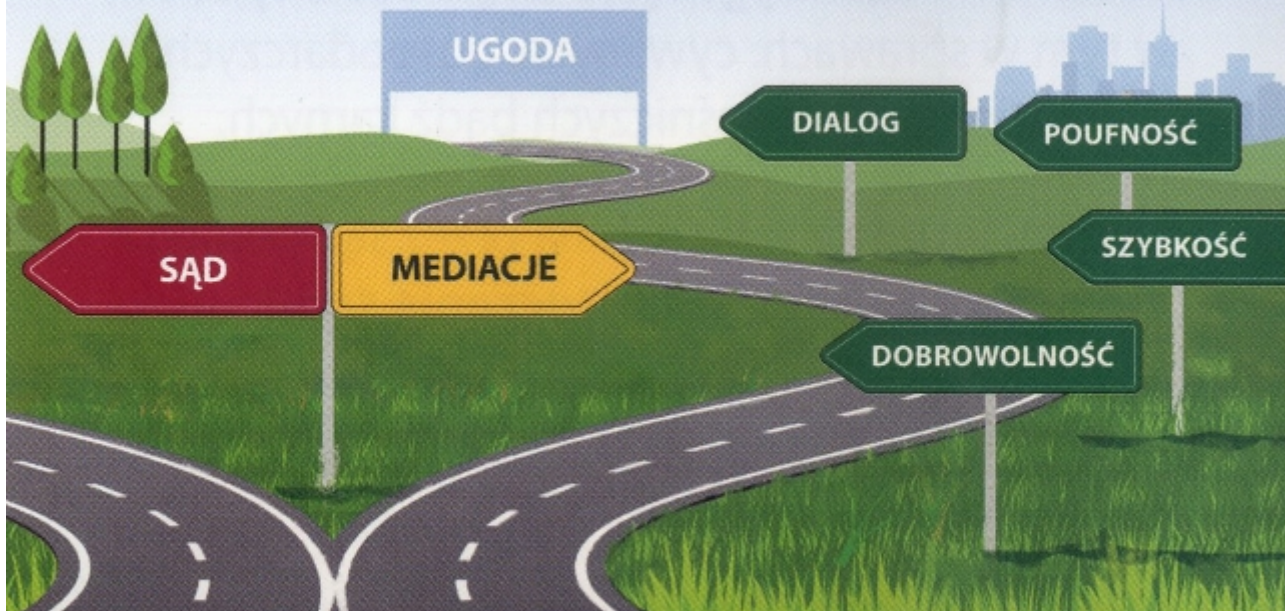 UGODA
DIALOG
POUFNOŚĆ
SĄD
MEDIACJE
SZYBKOŚĆ
DOBROWOLNOŚĆ